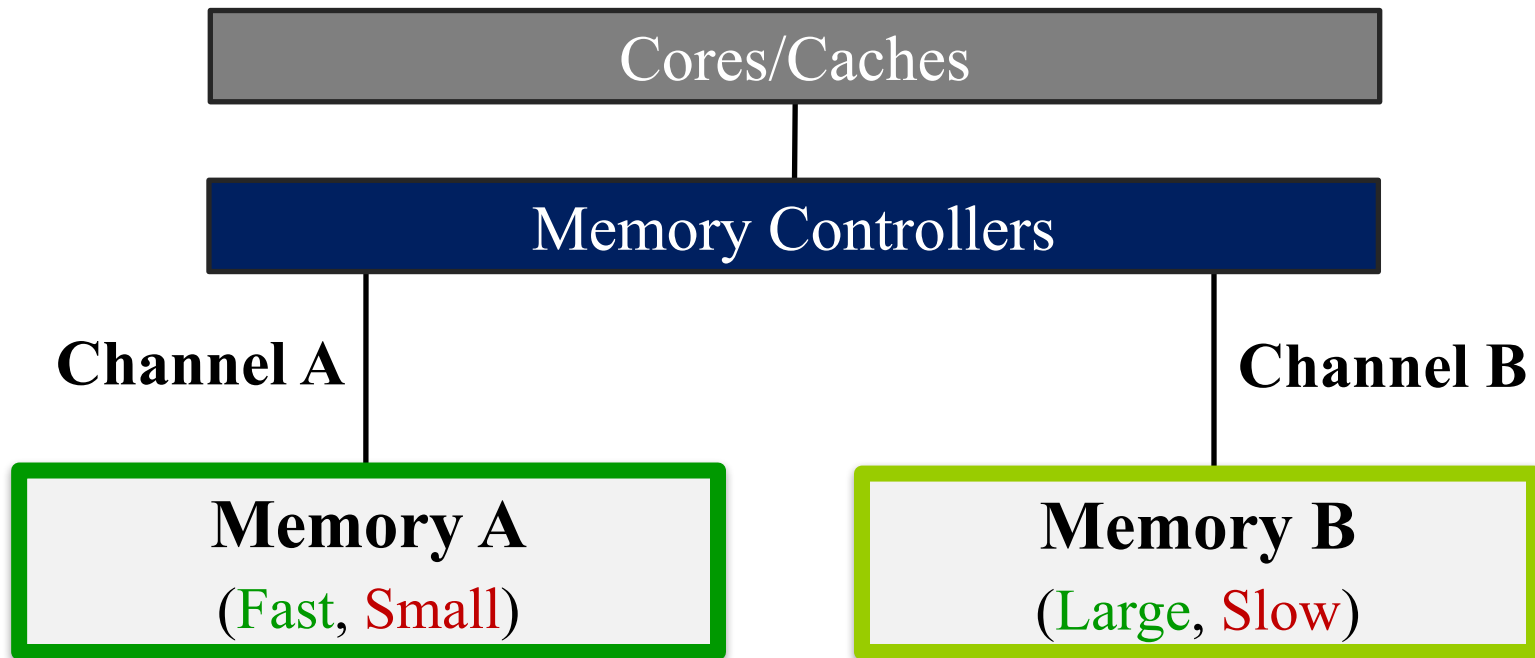 Cores/Caches
Memory Controllers
Channel A
Channel B
Memory A
(Fast, Small)
Memory B
(Large, Slow)